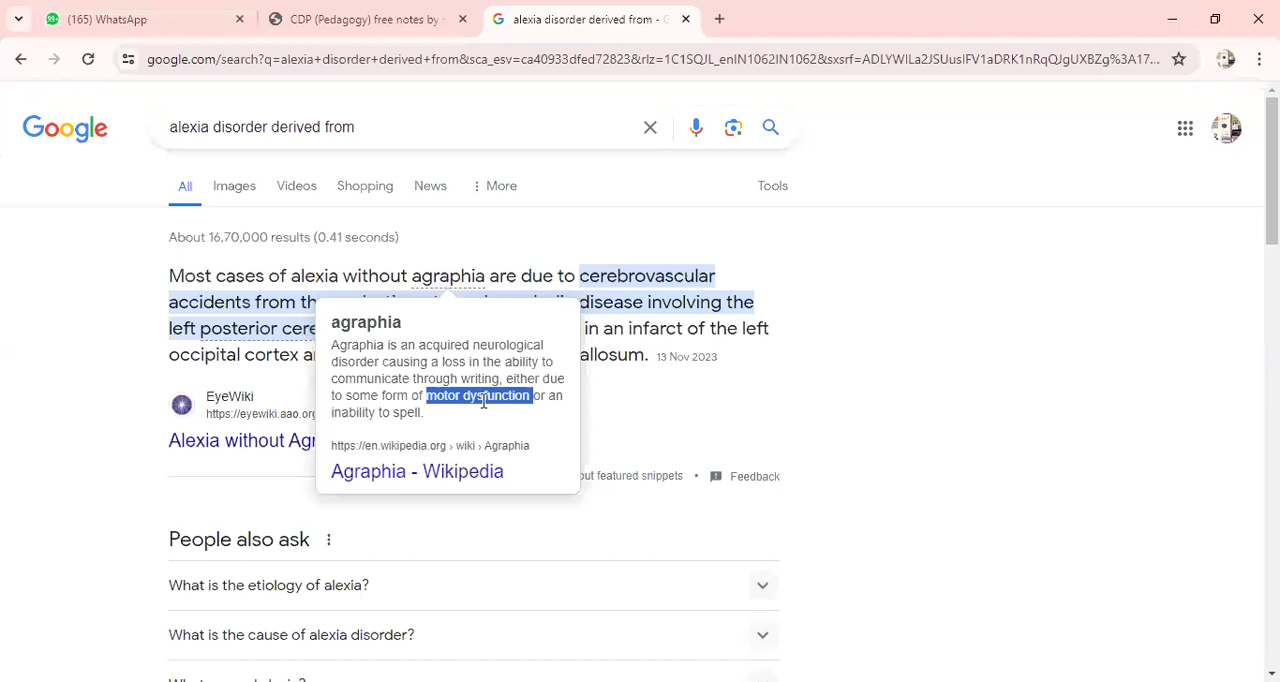 (165) WhatsApp
CDP (Pedagogy) free notes by
alexia disorder derived from - G
google.com/search?q=alexia+disorder+derived+from&sca_esv=ca40933dfed72823&rlz=1C1SQJL_enIN1062IN1062&sxsrf=ADLYWILa2JSUusIFV1aDRK1nRqQJgUXBZg%3A17...
Google
alexia disorder derived from
All Images Videos Shopping News More Tools
About 16,70,000 results (0.41 seconds)
Most cases of alexia without agraphia are due to cerebrovascular
accidents from disease involving the
left posterior in an infarct of the left
occipital cortex 13 Nov 2023
agraphia
Agraphia is an acquired neurological
disorder causing a loss in the ability to
communicate through writing, either due
to some form of motor dysfunction or an
inability to spell.
https://en.wikipedia.org › wiki › Agraphia
Agraphia - Wikipedia
EyeWiki
https://eyewiki.aao.org
Alexia without
featured snippets • Feedback
People also ask
What is the etiology of alexia?
What is the cause of alexia disorder?